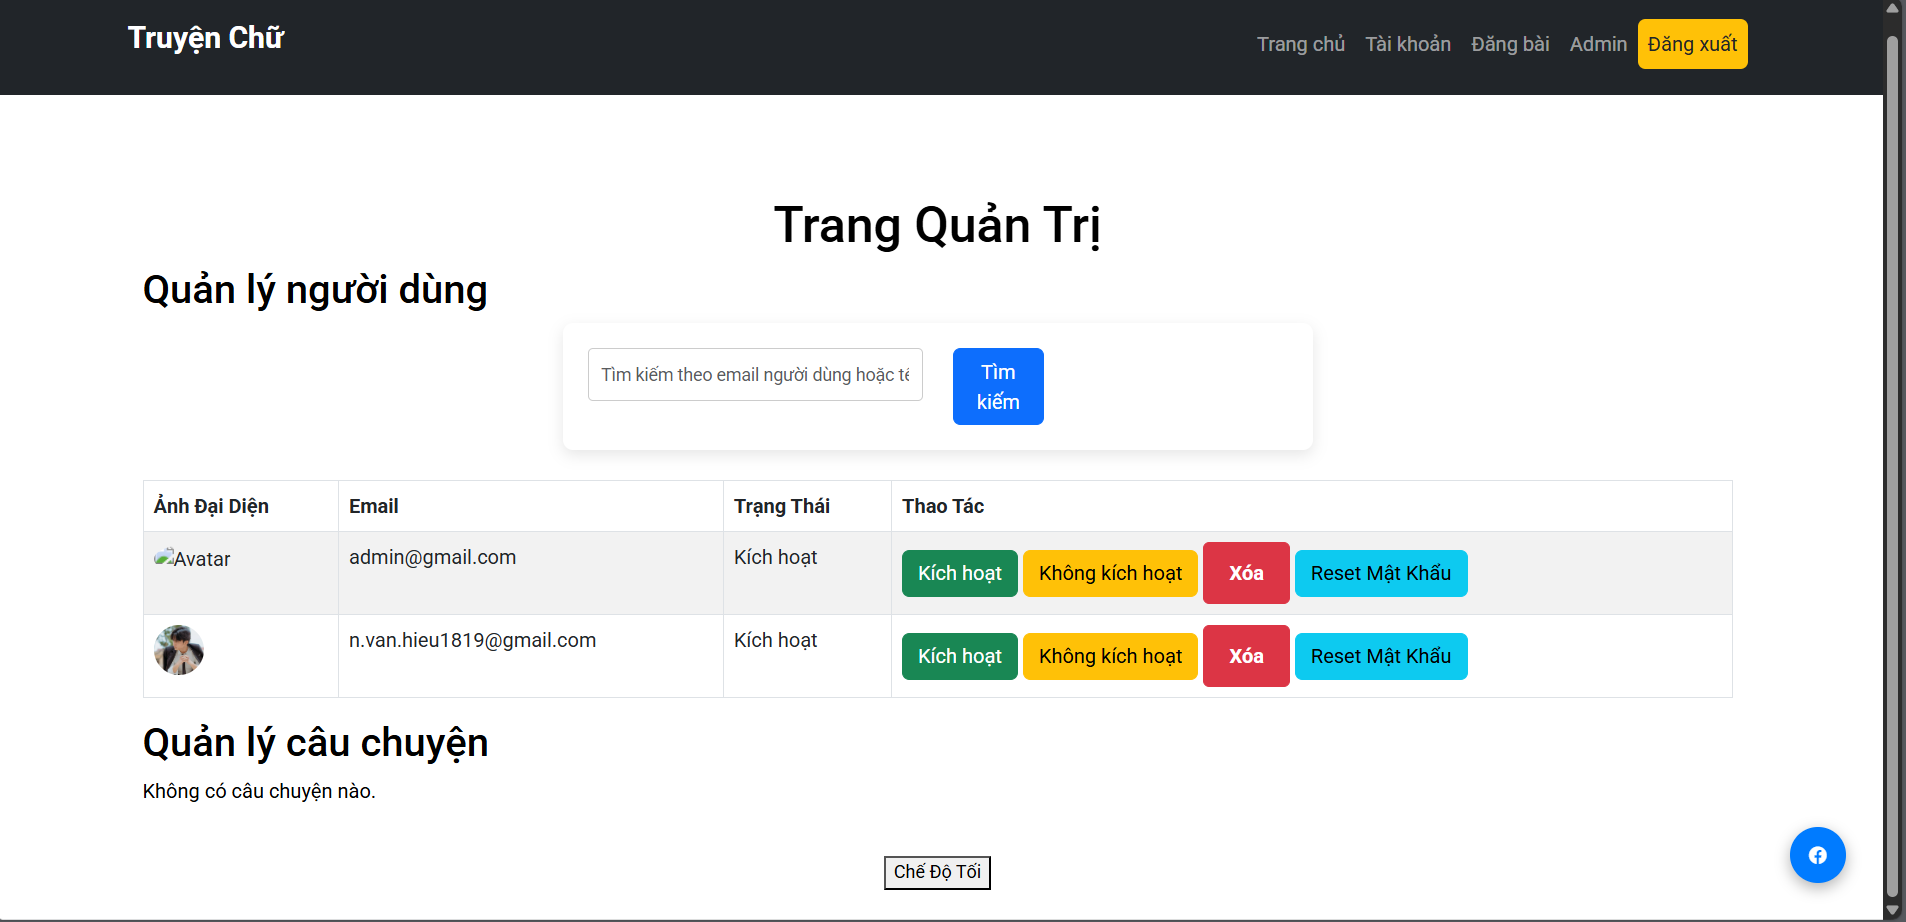 Truyện Chữ
Trang chủ Tài khoản Đăng bài Admin Đăng xuất
Trang Quản Trị
Quản lý người dùng
Tìm kiếm theo email người dùng hoặc tê
Tìm
kiếm
Ảnh Đại Diện Email Trạng Thái Thao Tác
Avatar admin@gmail.com Kích hoạt Kích hoạt Không kích hoạt Xóa Reset Mật Khẩu
n.van.hieu1819@gmail.com Kích hoạt Kích hoạt Không kích hoạt Xóa Reset Mật Khẩu
Quản lý câu chuyện
Không có câu chuyện nào.
Chế Độ Tối